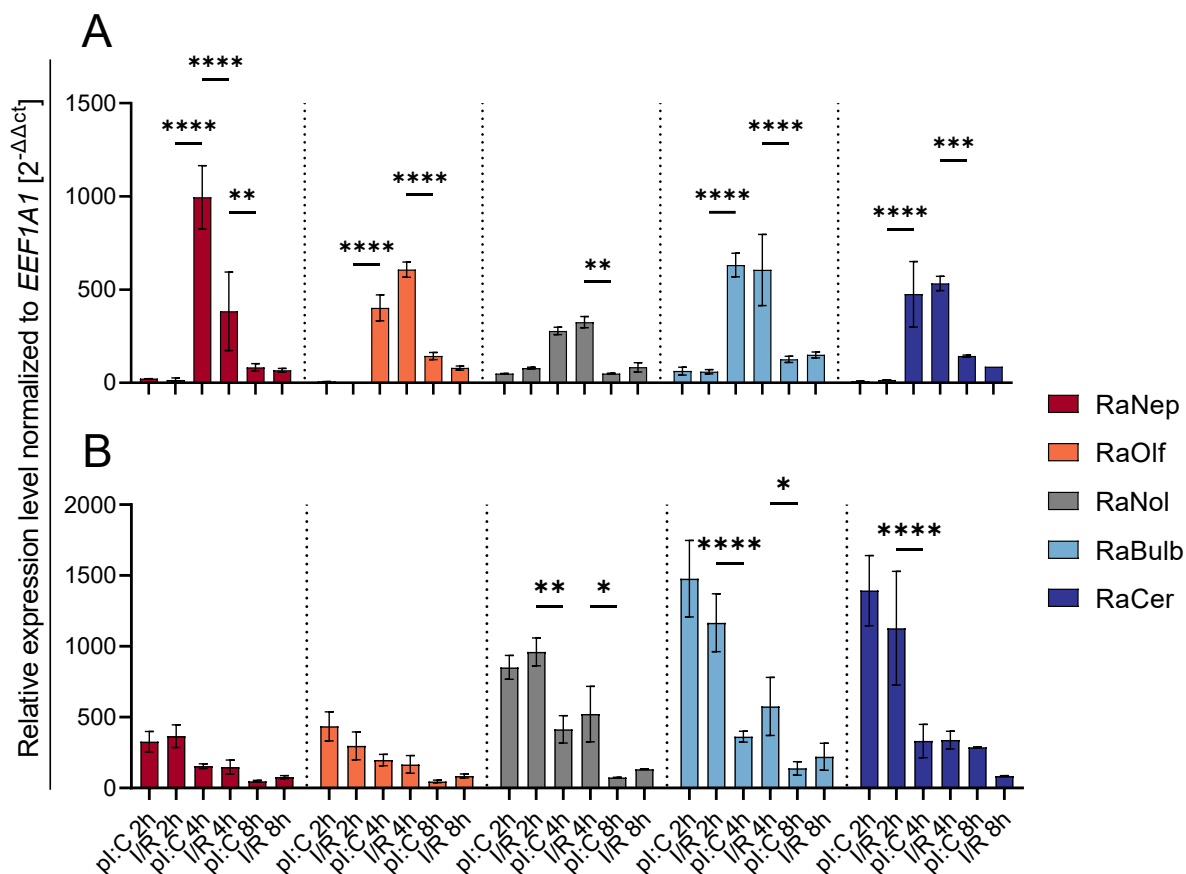 A
****
****
**
****
****
**
****
****
****
***
1500
1000
500
0
B
**
*
****
*
****
2000
1500
1000
500
0
Relative expression level normalized to EEF1A1 [2^-ΔΔct]
pI:C 2h
I/R 2h
pI:C 4h
I/R 4h
pI:C 8h
I/R 8h
pI:C 2h
I/R 2h
pI:C 4h
I/R 4h
pI:C 8h
I/R 8h
pI:C 2h
I/R 2h
pI:C 4h
I/R 4h
pI:C 8h
I/R 8h
pI:C 2h
I/R 2h
pI:C 4h
I/R 4h
pI:C 8h
I/R 8h
pI:C 2h
I/R 2h
pI:C 4h
I/R 4h
pI:C 8h
I/R 8h
RaNep
RaOlf
RaNol
RaBulb
RaCer